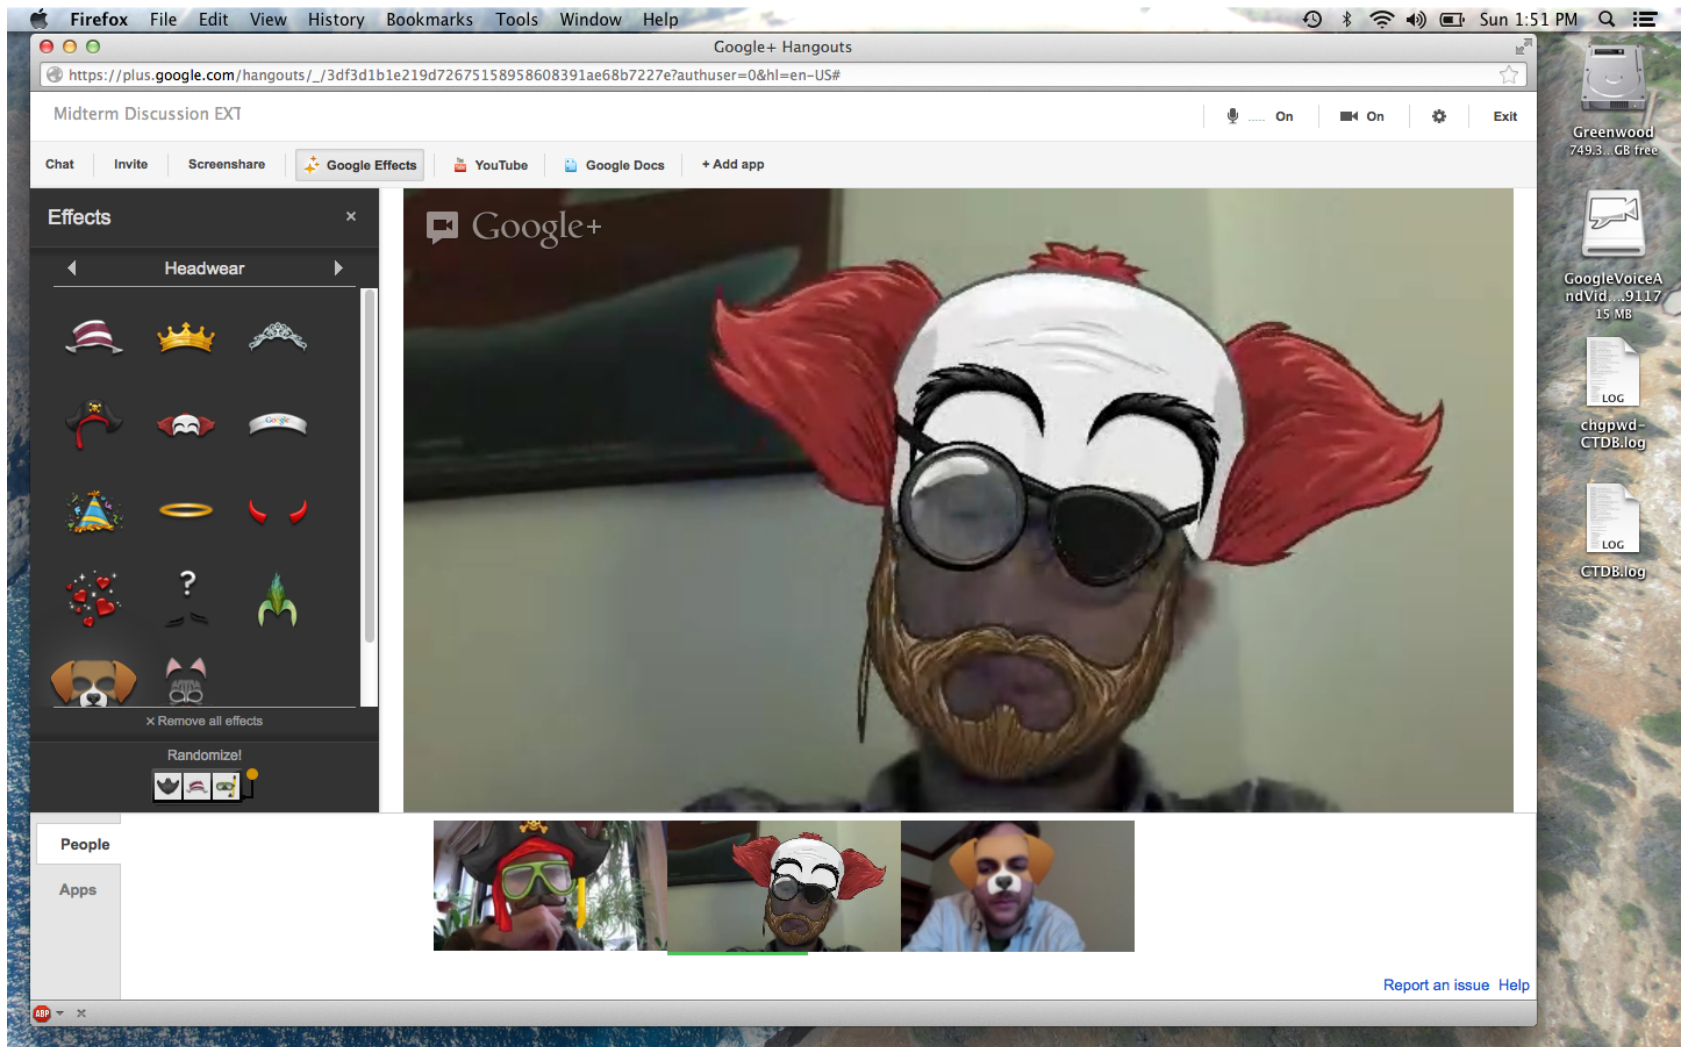 Firefox File Edit View History Bookmarks Tools Window Help
Sun 1:51 PM
Google+ Hangouts
https://plus.google.com/hangouts/_/3df3d1b1e219d72675158958608391ae68b7227e?authuser=0&hl=en-US#
Midterm Discussion EXT
..... On
On
Exit
Chat
Invite
Screenshare
Google Effects
YouTube
Google Docs
+ Add app
Effects
×
Headwear
Google
?
× Remove all effects
Randomize!
Google+
People
Apps
Report an issue Help
ABP
×
Greenwood
749.3...GB free
GoogleVoiceA
ndVid....9117
15 MB
LOG
chgpwd-
CTDB.log
LOG
CTDB.log